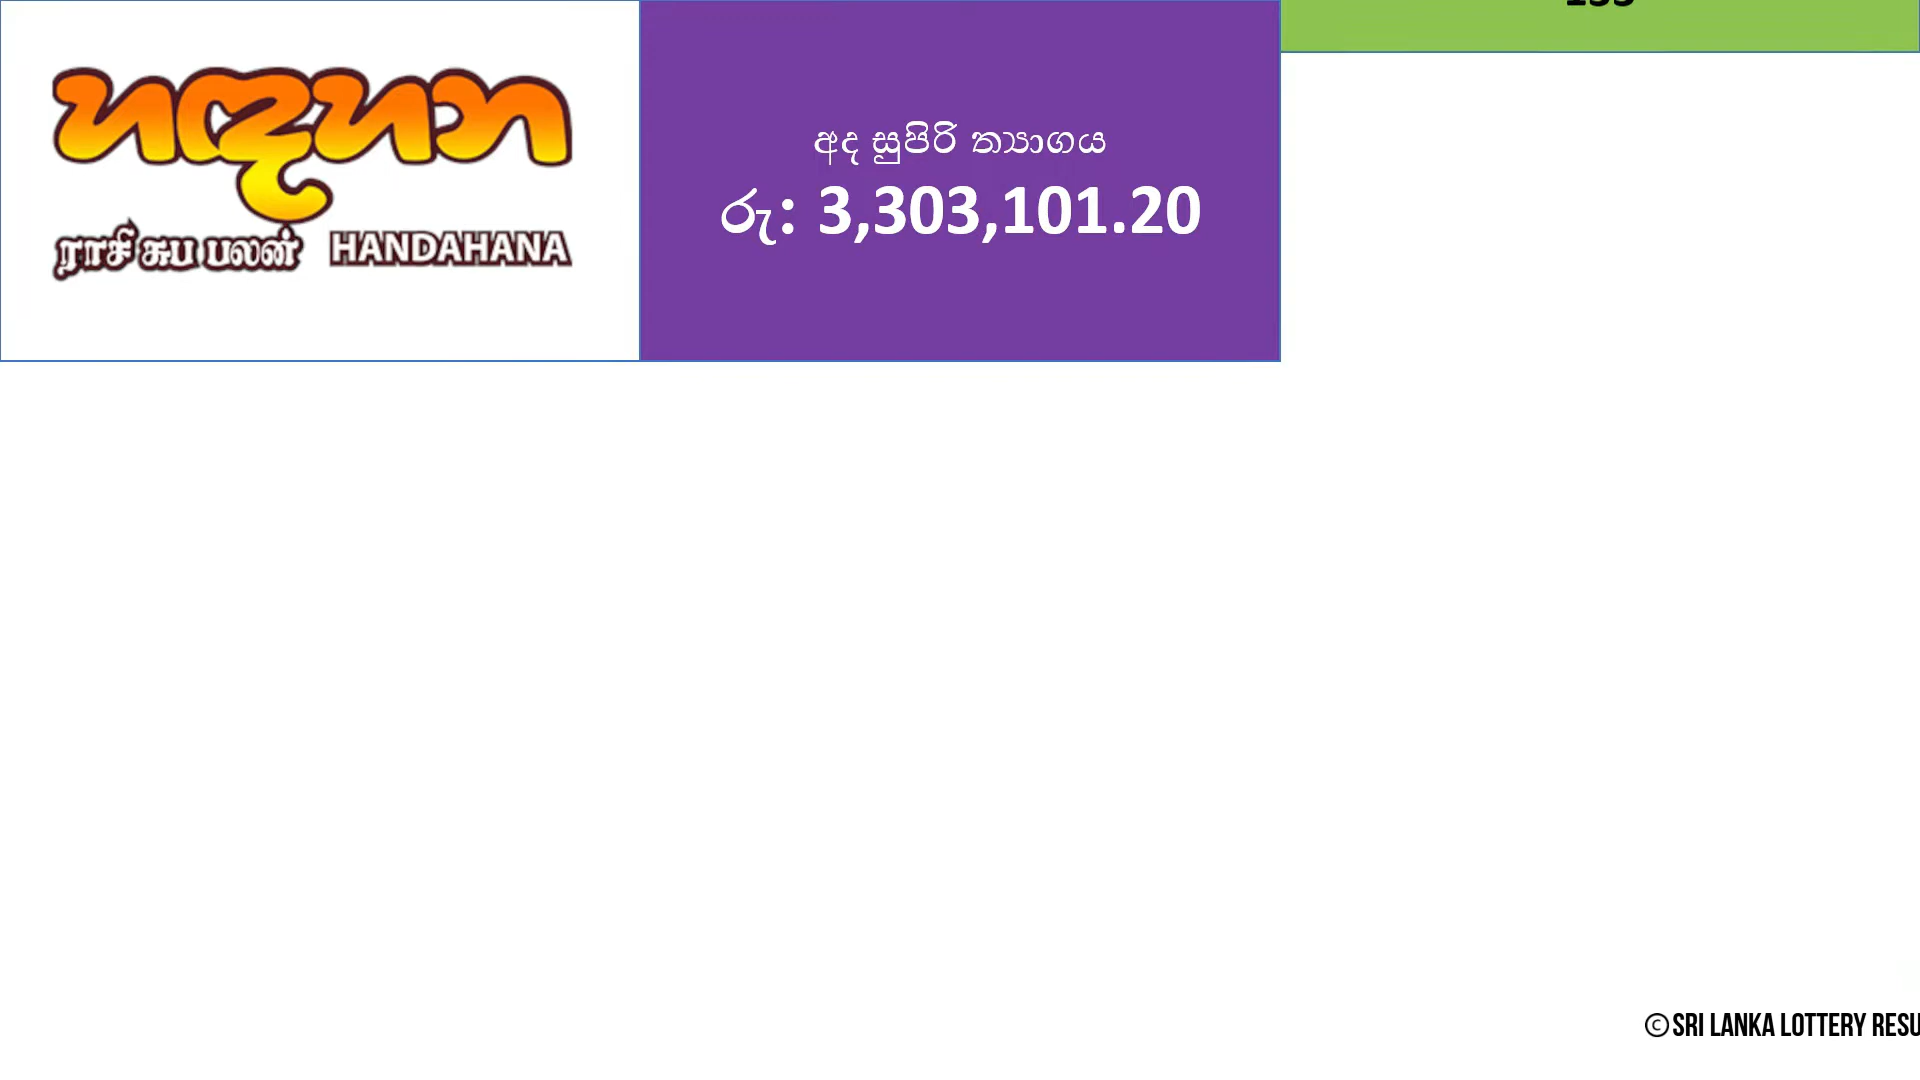 හඳහන
ராசி சுப பலன் HANDAHANA
අද සුපිරි ත්‍යාගය
රු: 3,303,101.20
© SRI LANKA LOTTERY RESU